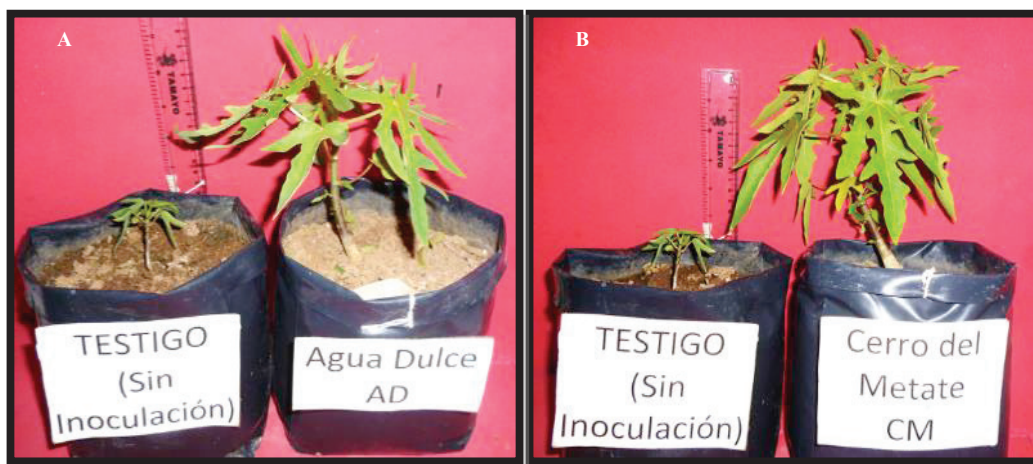 A
TAMAYO
TESTIGO
(Sin
Inoculación)
Agua Dulce
AD
B
TAMAYO
TESTIGO
(Sin
Inoculación)
Cerro del
Metate
CM